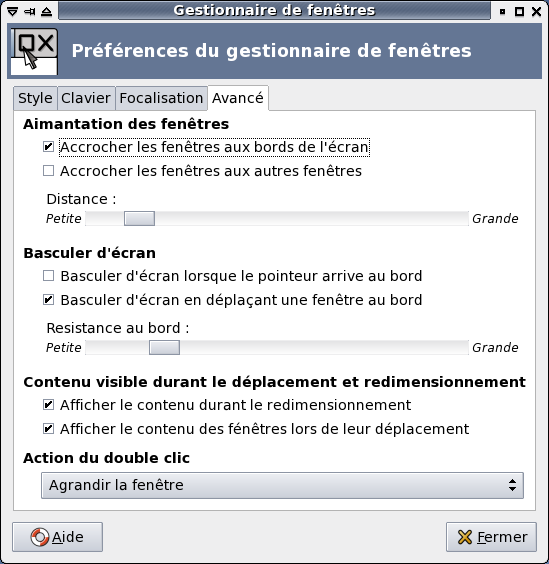 Gestionnaire de fenêtres
Préférences du gestionnaire de fenêtres
Style Clavier Focalisation Avancé
Aimantation des fenêtres
Accrocher les fenêtres aux bords de l'écran
Accrocher les fenêtres aux autres fenêtres
Distance :
Petite Grande
Basculer d'écran
Basculer d'écran lorsque le pointeur arrive au bord
Basculer d'écran en déplaçant une fenêtre au bord
Resistance au bord :
Petite Grande
Contenu visible durant le déplacement et redimensionnement
Afficher le contenu durant le redimensionnement
Afficher le contenu des fénêtres lors de leur déplacement
Action du double clic
Agrandir la fenêtre
Aide Fermer